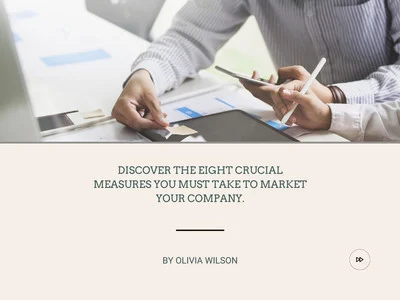 DISCOVER THE EIGHT CRUCIAL
MEASURES YOU MUST TAKE TO MARKET
YOUR COMPANY.
BY OLIVIA WILSON